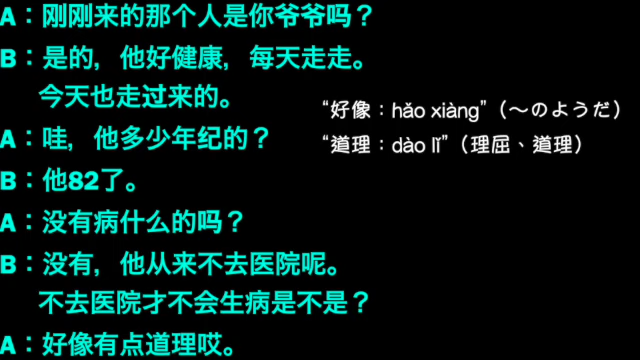 A：刚刚来的那个人是你爷爷吗？
B：是的，他好健康，每天走走。
今天也走过来的。
“好像：hǎo xiàng”（～のようだ）
“道理：dào lǐ”（理屈、道理）
A：哇，他多少年纪的？
B：他82了。
A：没有病什么的吗？
B：没有，他从来不去医院呢。
不去医院才不会生病是不是？
A：好像有点道理哎。